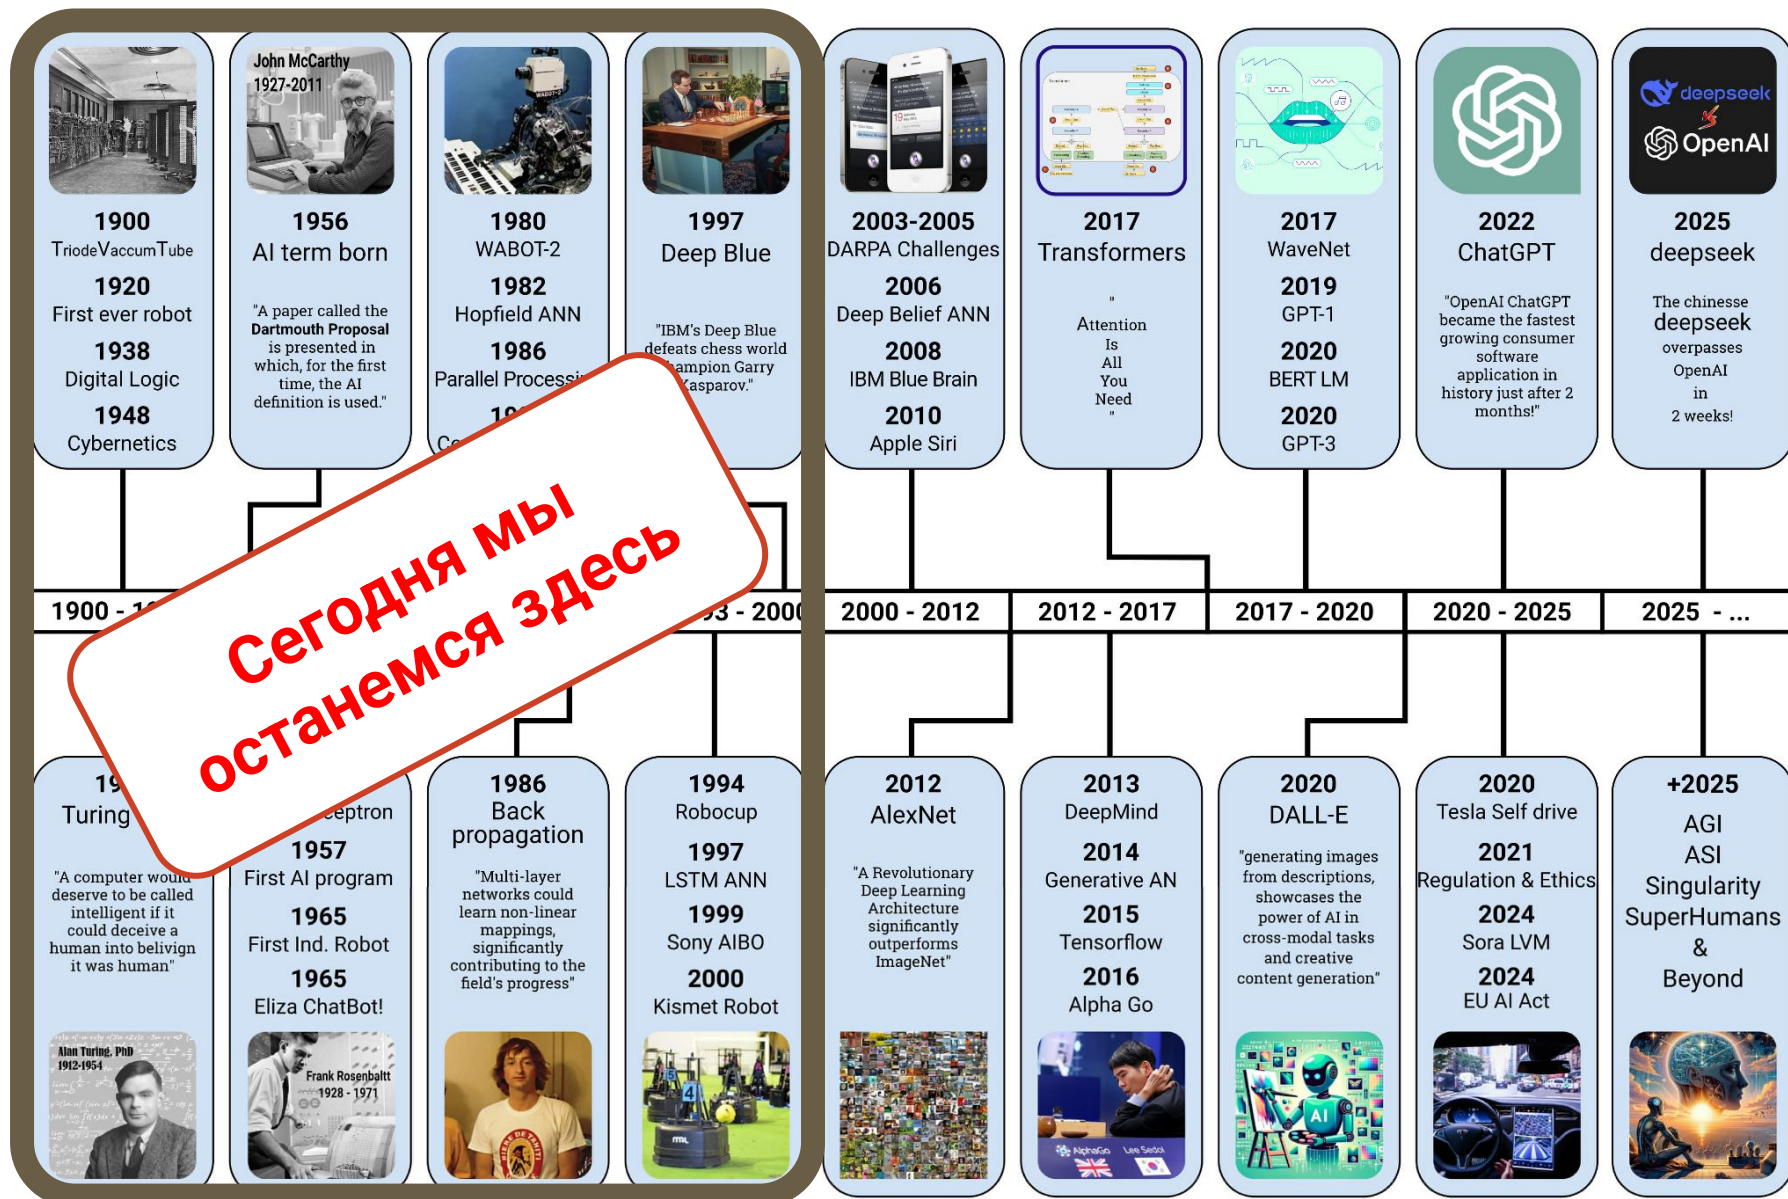 John McCarthy
1927-2011
WABOT-2
deepseek
VS
OpenAI
1900
TriodeVaccumTube
1920
First ever robot
1938
Digital Logic
1948
Cybernetics
1956
AI term born
"A paper called the
Dartmouth Proposal
is presented in
which, for the first
time, the AI
definition is used."
1980
WABOT-2
1982
Hopfield ANN
1986
Parallel
1997
Deep Blue
"IBM's Deep Blue
defeats chess world
Garry
2003-2005
DARPA Challenges
2006
Deep Belief ANN
2008
IBM Blue Brain
2010
Apple Siri
2017
Transformers
"
Attention
Is
All
You
Need
"
2017
WaveNet
2019
GPT-1
2020
BERT LM
2020
GPT-3
2022
ChatGPT
"OpenAI ChatGPT
became the fastest
growing consumer
software
application in
history just after 2
months!"
2025
deepseek
The chinesse
deepseek
overpasses
OpenAI
in
2 weeks!
Сегодня мы
останемся здесь
1900 -
2000 - 2012
2012 - 2017
2017 - 2020
2020 - 2025
2025 - ...
Turing
"A computer would
deserve to be called
intelligent if it
could deceive a
human into belivign
it was human"
Alan Turing, PhD
1912-1954
1957
First AI program
1965
First Ind. Robot
1965
Eliza ChatBot!
Frank Rosenbaltt
1928 - 1971
1986
Back
propagation
"Multi-layer
networks could
learn non-linear
mappings,
significantly
contributing to the
field's progress"
1994
Robocup
1997
LSTM ANN
1999
Sony AIBO
2000
Kismet Robot
4
2012
AlexNet
"A Revolutionary
Deep Learning
Architecture
significantly
outperforms
ImageNet"
2013
DeepMind
2014
Generative AN
2015
Tensorflow
2016
Alpha Go
AlphaGo
Lee Sedol
2020
DALL-E
"generating images
from descriptions,
showcases the
power of AI in
cross-modal tasks
and creative
content generation"
AI
2020
Tesla Self drive
2021
Regulation & Ethics
2024
Sora LVM
2024
EU AI Act
+2025
AGI
ASI
Singularity
SuperHumans
&
Beyond